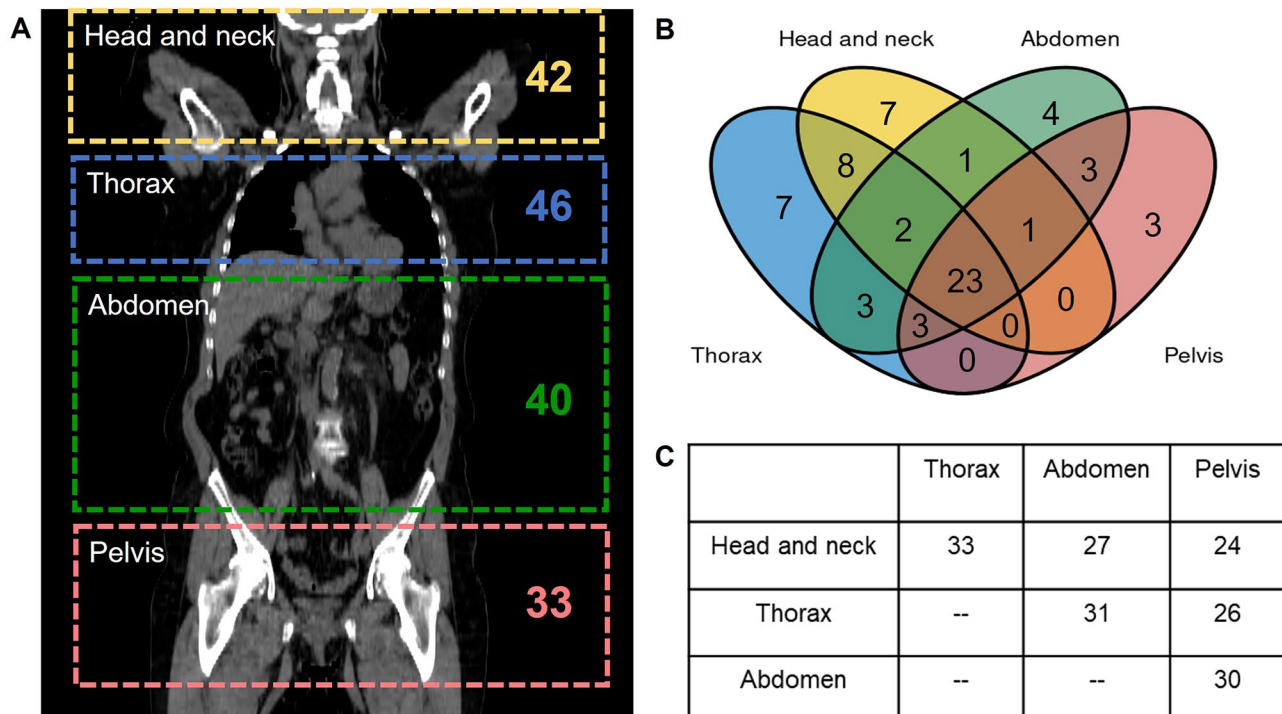 A
Head and neck
42
Thorax
46
Abdomen
40
Pelvis
33
B
Head and neck Abdomen
7 4
8 1 3
7 2 1 3
23
3 3 0 0
0
Thorax Pelvis
C
Thorax Abdomen Pelvis
Head and neck 33 27 24
Thorax -- 31 26
Abdomen -- -- 30